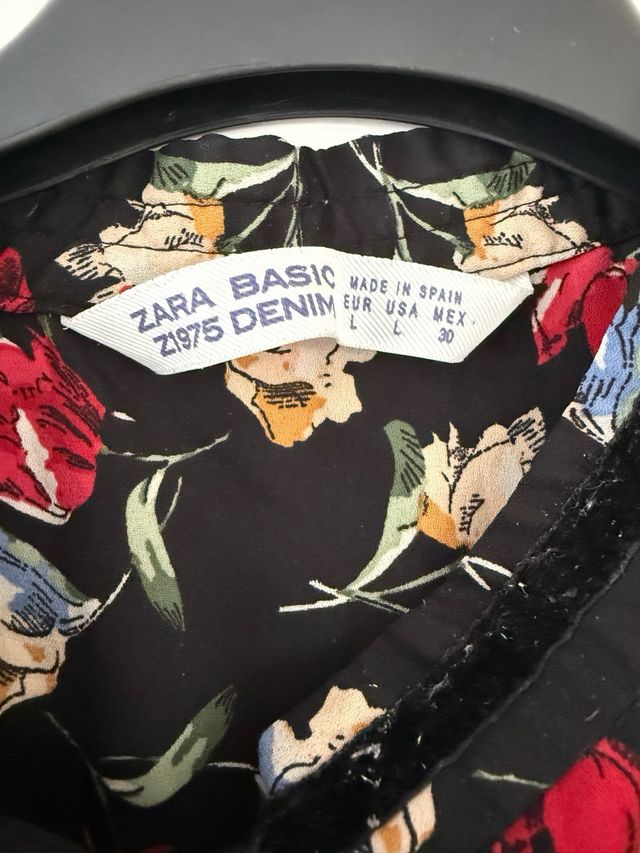 ZARA BASIC
Z1975 DENIM
MADE IN SPAIN
EUR USA MEX.
L L 30